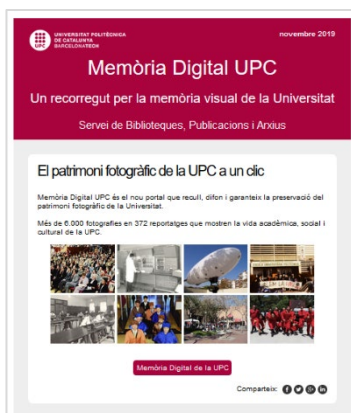 UNIVERSITAT POLITÈCNICA
DE CATALUNYA
BARCELONATECH
UPC
novembre 2019
Memòria Digital UPC
Un recorregut per la memòria visual de la Universitat
Servei de Biblioteques, Publicacions i Arxius
El patrimoni fotogràfic de la UPC a un clic
Memòria Digital UPC és el nou portal que recull, difon i garanteix la preservació del
patrimoni fotogràfic de la Universitat.
Més de 6.000 fotografies en 372 reportatges que mostren la vida acadèmica, social i
cultural de la UPC.
Memòria Digital de la UPC
Comparteix: